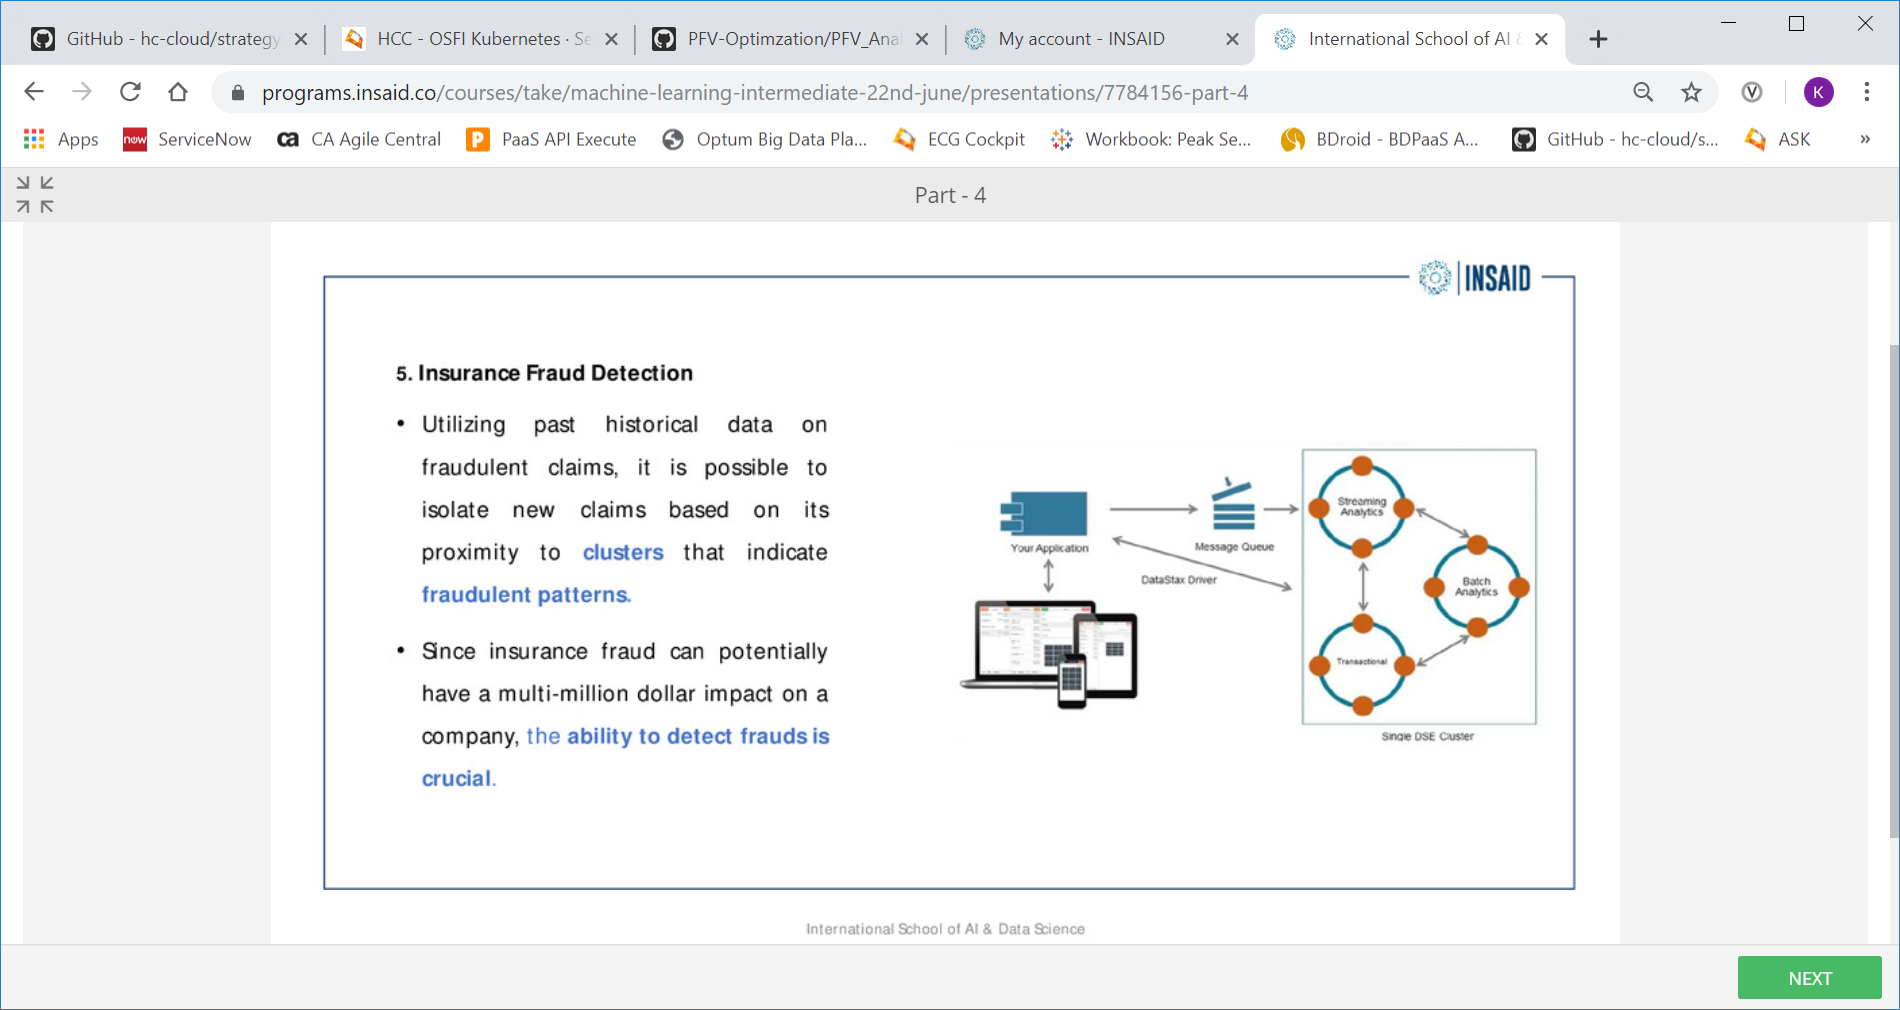 GitHub - hc-cloud/strategy
HCC - OSFI Kubernetes · Se
PFV-Optimzation/PFV_Anal
My account - INSAID
International School of AI &
programs.insaid.co/courses/take/machine-learning-intermediate-22nd-june/presentations/7784156-part-4
K
Apps
now
ServiceNow
ca
CA Agile Central
P
PaaS API Execute
Optum Big Data Pla...
ECG Cockpit
Workbook: Peak Se...
BDroid - BDPaaS A...
GitHub - hc-cloud/s...
ASK
»
Part - 4
INSAID
5. Insurance Fraud Detection
• Utilizing past historical data on
fraudulent claims, it is possible to
isolate new claims based on its
proximity to clusters that indicate
fraudulent patterns.
• Since insurance fraud can potentially
have a multi-million dollar impact on a
company, the ability to detect frauds is
crucial.
Your Application
Message Queue
DataStax Driver
Streaming
Analytics
Batch
Analytics
Transactional
Single DSE Cluster
International School of AI & Data Science
NEXT